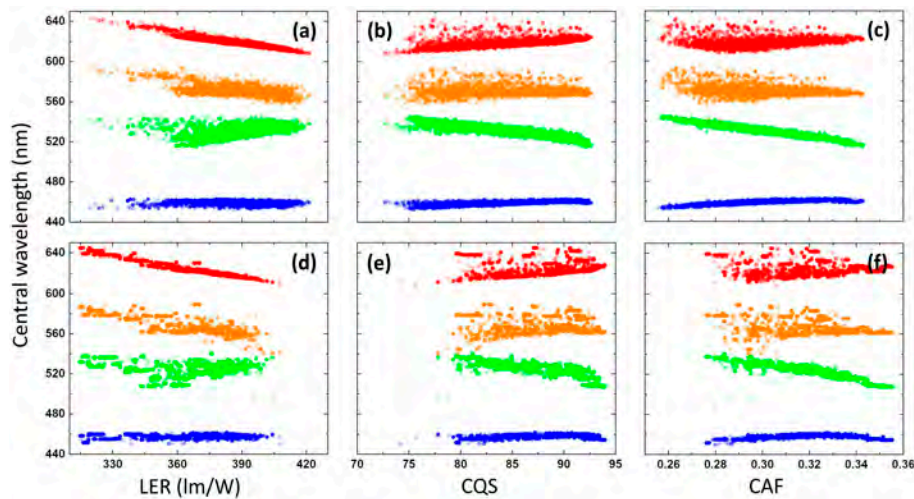 (a)
(b)
(c)
640
600
560
520
480
440
Central wavelength (nm)
(d)
(e)
(f)
640
600
560
520
480
440
330
360
390
420
70
75
80
85
90
95
0.26
0.28
0.30
0.32
0.34
0.36
LER (lm/W)
CQS
CAF